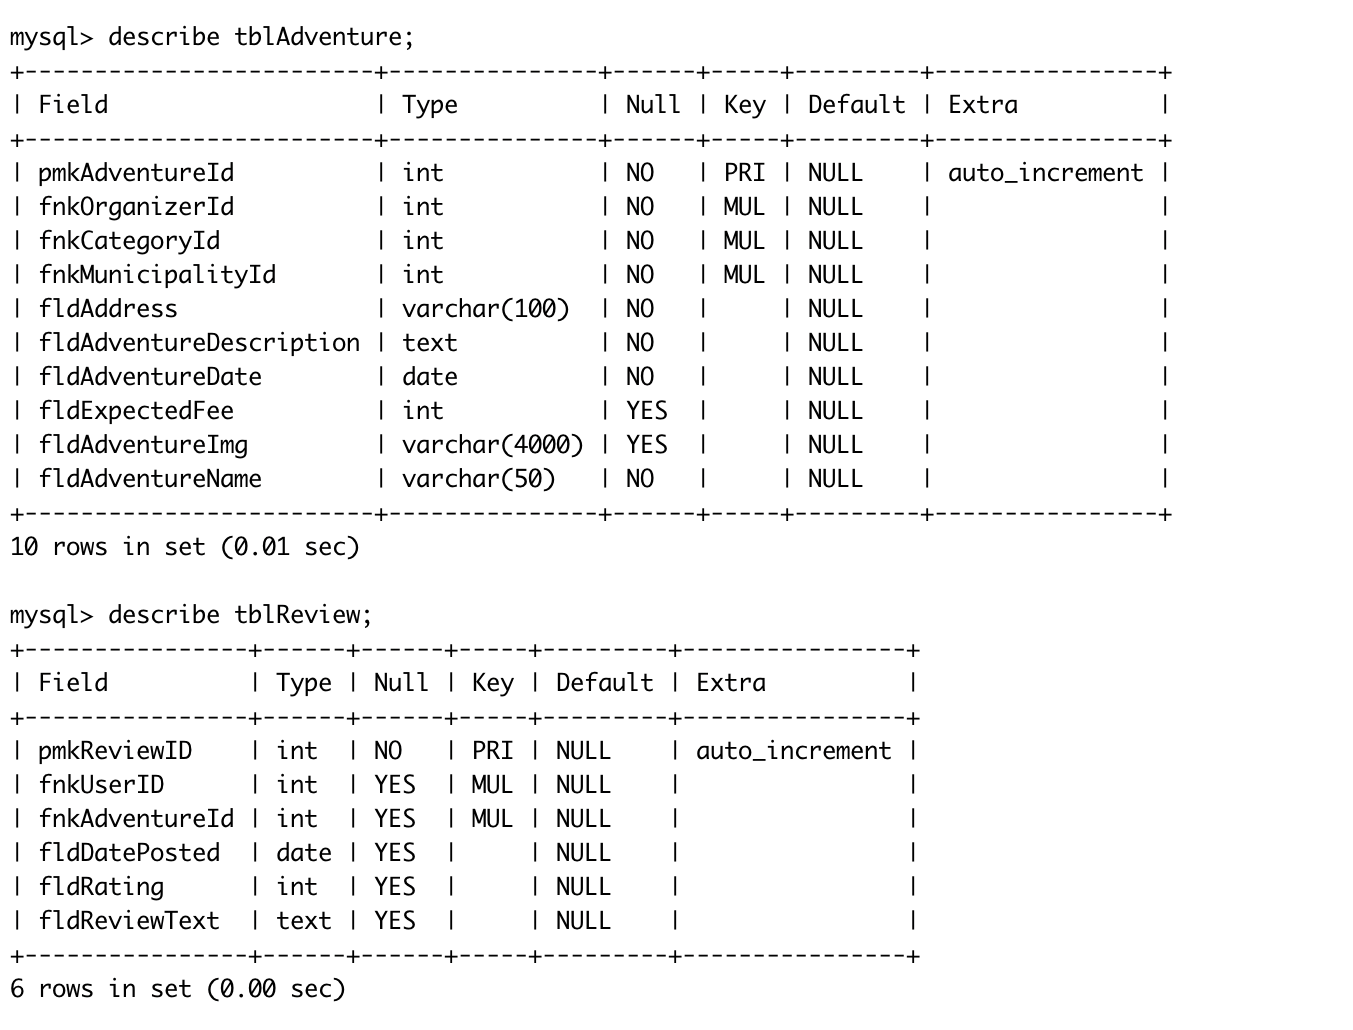 mysql> describe tblAdventure;
+-------------------------+---------------+------+-----+---------+----------------+
| Field                   | Type          | Null | Key | Default | Extra          |
+-------------------------+---------------+------+-----+---------+----------------+
| pmkAdventureId          | int           | NO   | PRI | NULL    | auto_increment |
| fnkOrganizerId          | int           | NO   | MUL | NULL    |                |
| fnkCategoryId           | int           | NO   | MUL | NULL    |                |
| fnkMunicipalityId       | int           | NO   | MUL | NULL    |                |
| fldAddress              | varchar(100)  | NO   |     | NULL    |                |
| fldAdventureDescription | text          | NO   |     | NULL    |                |
| fldAdventureDate        | date          | NO   |     | NULL    |                |
| fldExpectedFee          | int           | YES  |     | NULL    |                |
| fldAdventureImg         | varchar(4000) | YES  |     | NULL    |                |
| fldAdventureName        | varchar(50)   | NO   |     | NULL    |                |
+-------------------------+---------------+------+-----+---------+----------------+
10 rows in set (0.01 sec)

mysql> describe tblReview;
+----------------+------+------+-----+---------+----------------+
| Field          | Type | Null | Key | Default | Extra          |
+----------------+------+------+-----+---------+----------------+
| pmkReviewID    | int  | NO   | PRI | NULL    | auto_increment |
| fnkUserID      | int  | YES  | MUL | NULL    |                |
| fnkAdventureId | int  | YES  | MUL | NULL    |                |
| fldDatePosted  | date | YES  |     | NULL    |                |
| fldRating      | int  | YES  |     | NULL    |                |
| fldReviewText  | text | YES  |     | NULL    |                |
+----------------+------+------+-----+---------+----------------+
6 rows in set (0.00 sec)